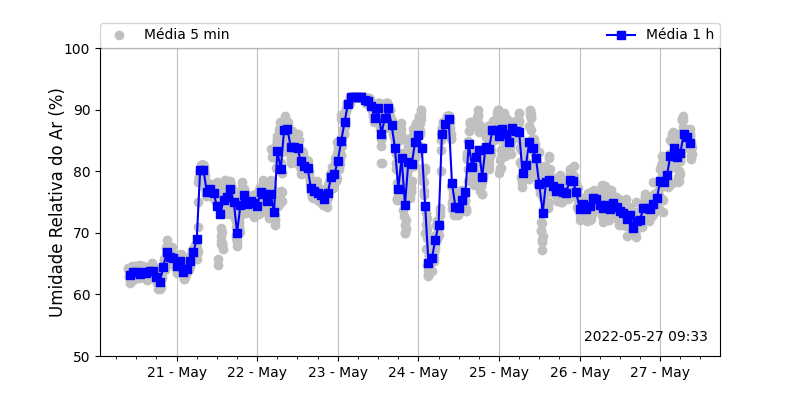 Média 5 min
Média 1 h
Umidade Relativa do Ar (%)
100
90
80
70
60
50
2022-05-27 09:33
21 - May
22 - May
23 - May
24 - May
25 - May
26 - May
27 - May